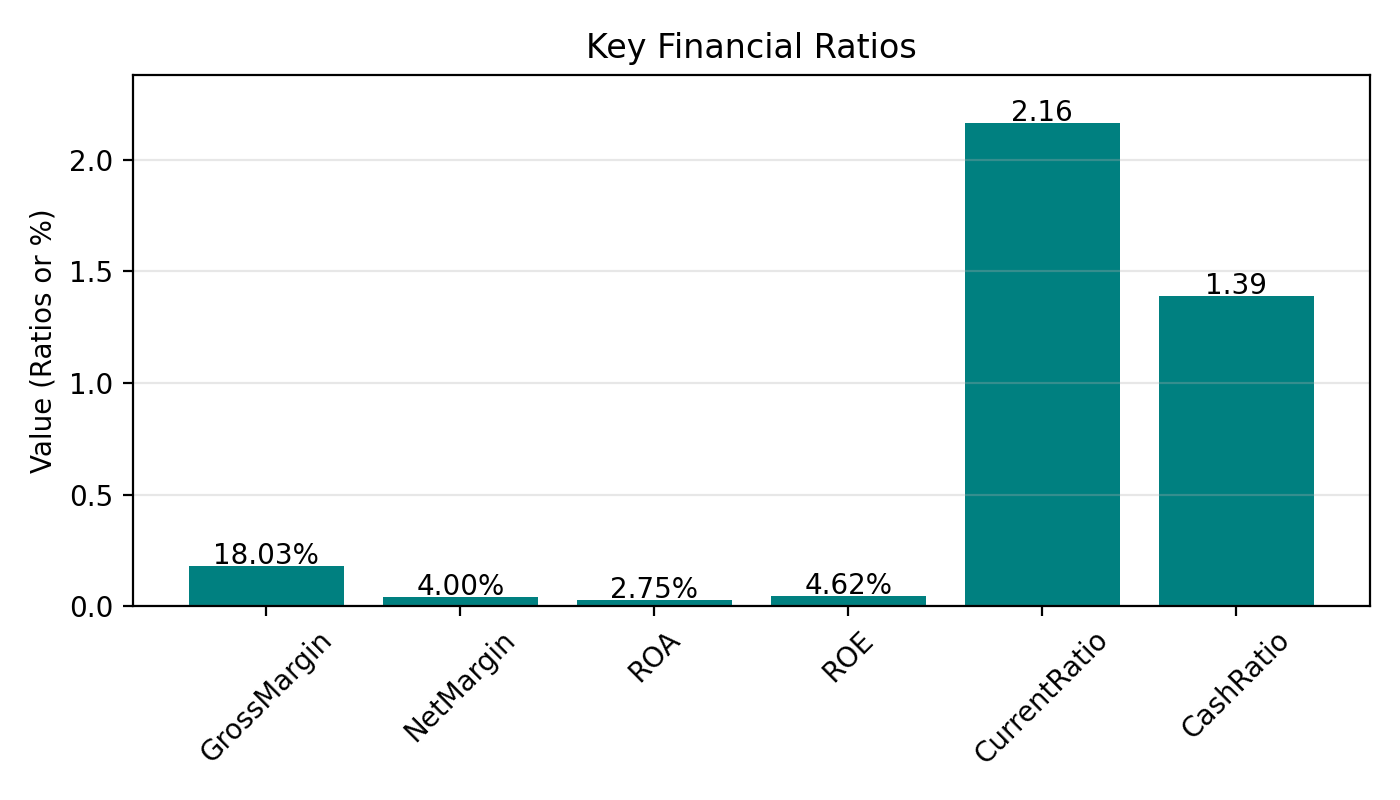 Key Financial Ratios
Value (Ratios or %)
2.0
1.5
1.0
0.5
0.0
18.03%
4.00%
2.75%
4.62%
2.16
1.39
GrossMargin
NetMargin
ROA
ROE
CurrentRatio
CashRatio